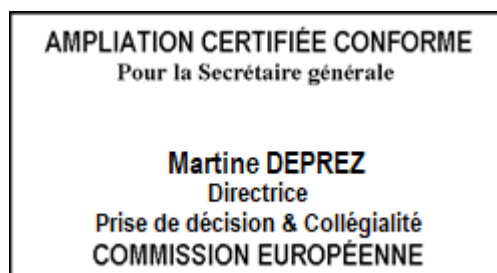 AMPLIATION CERTIFIÉE CONFORME
Pour la Secrétaire générale
Martine DEPREZ
Directrice
Prise de décision & Collégialité
COMMISSION EUROPÉENNE